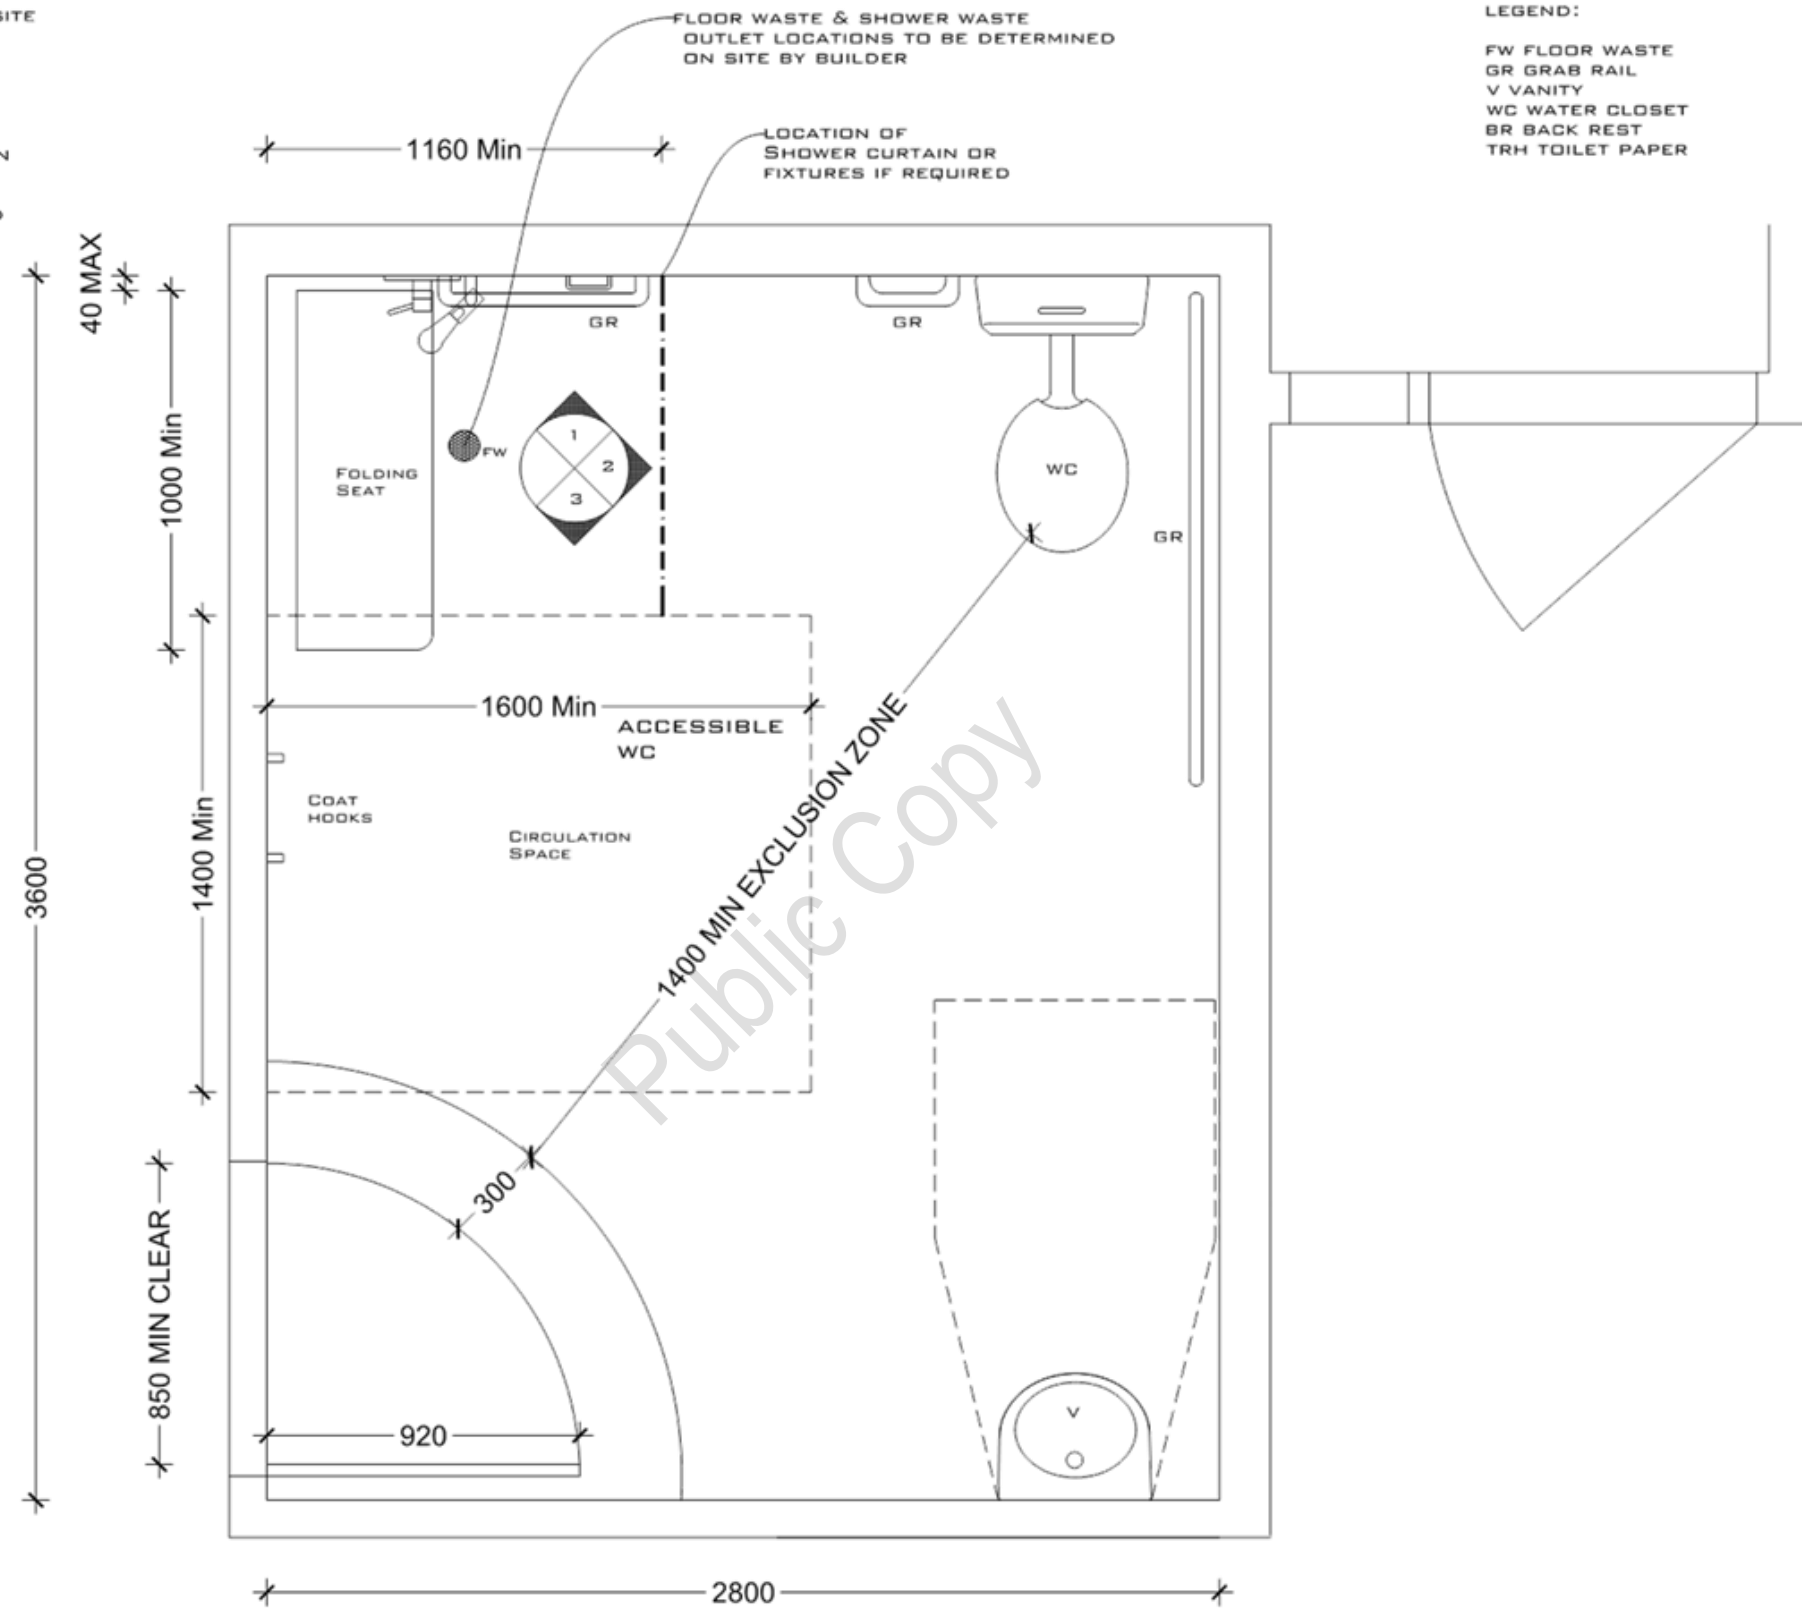 SITE
2
FLOOR WASTE & SHOWER WASTE
OUTLET LOCATIONS TO BE DETERMINED
ON SITE BY BUILDER
LEGEND:
FW FLOOR WASTE
GR GRAB RAIL
V VANITY
WC WATER CLOSET
BR BACK REST
TRH TOILET PAPER
1160 Min
LOCATION OF
SHOWER CURTAIN OR
FIXTURES IF REQUIRED
40 MAX
GR
GR
1000 Min
FOLDING
SEAT
FW
1
2
3
WC
GR
1600 Min
ACCESSIBLE
WC
1400 MIN EXCLUSION ZONE
COAT
HOOKS
CIRCULATION
SPACE
1400 Min
3600
Public Copy
300
850 MIN CLEAR
920
V
2800